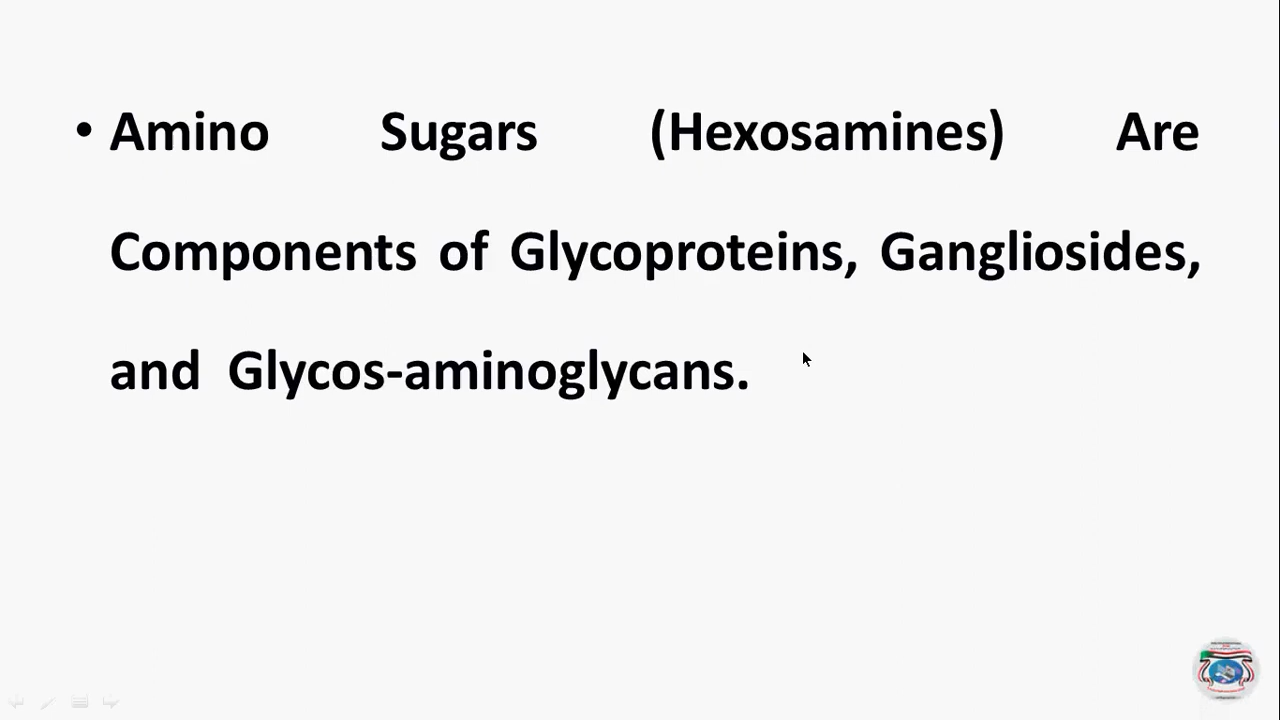 • Amino Sugars (Hexosamines) Are
Components of Glycoproteins, Gangliosides,
and Glycos-aminoglycans.